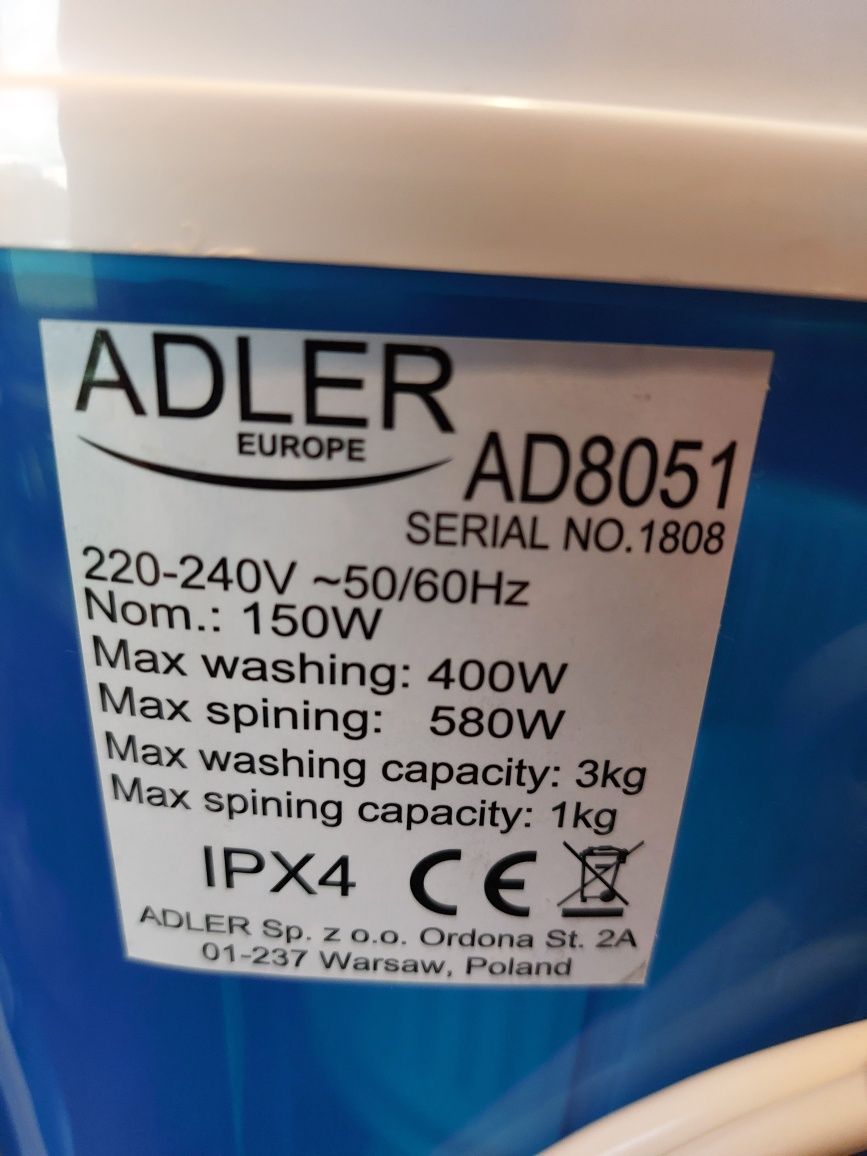 ADLER
EUROPE
AD8051
SERIAL NO.1808
220-240V ~50/60Hz
Nom.: 150W
Max washing: 400W
Max spining: 580W
Max washing capacity: 3kg
Max spining capacity: 1kg
IPX4 CE
ADLER Sp. z o.o. Ordona St. 2A
01-237 Warsaw, Poland